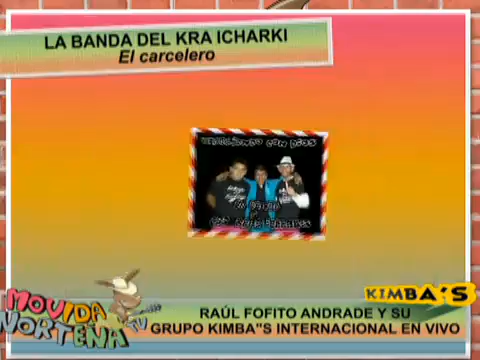 LA BANDA DEL KRA ICHARKI
El carcelero
KIMBA'S
MOVIDA
NORTEÑA TV
RAÚL FOFITO ANDRADE Y SU
GRUPO KIMBA"S INTERNACIONAL EN VIVO